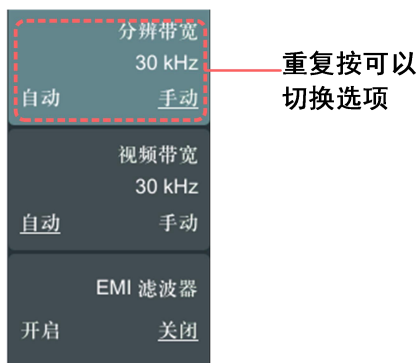 分辨带宽
30 kHz
自动 手动
重复按可以
切换选项
视频带宽
30 kHz
自动 手动
EMI 滤波器
开启 关闭